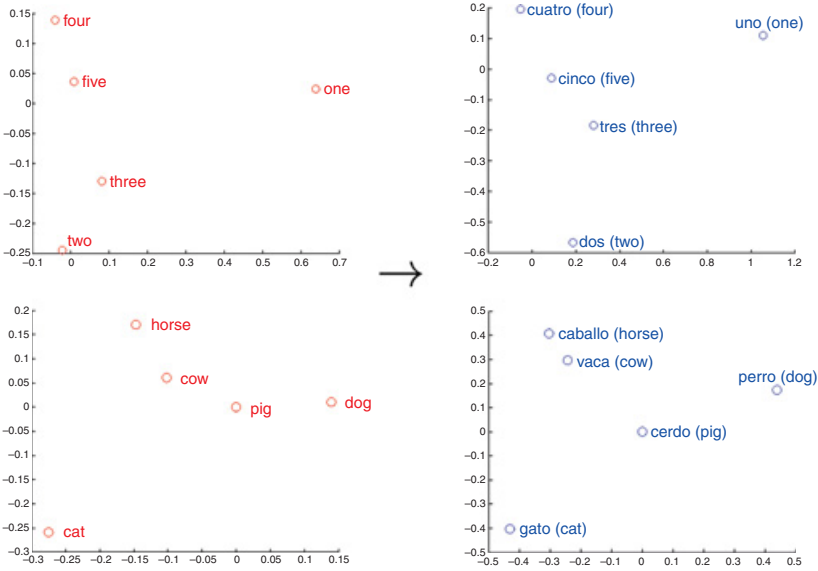 0.15
four
0.1
0.05
five
one
0
−0.05
−0.1
three
−0.15
−0.2
two
−0.25
−0.1 0 0.1 0.2 0.3 0.4 0.5 0.6 0.7
0.2
cuatro (four)
uno (one)
0.1
0
cinco (five)
−0.1
tres (three)
−0.2
−0.3
−0.4
−0.5
dos (two)
−0.6
−0.2 0 0.2 0.4 0.6 0.8 1 1.2
→
0.2
horse
0.15
0.1
cow
0.05
dog
0
pig
−0.05
−0.1
−0.15
−0.2
−0.25
cat
−0.3
−0.3 −0.25 −0.2 −0.15 −0.1 −0.05 0 0.05 0.1 0.15
0.5
0.4
caballo (horse)
0.3
vaca (cow)
perro (dog)
0.2
0.1
0
cerdo (pig)
−0.1
−0.2
−0.3
−0.4
gato (cat)
−0.5
−0.5 −0.4 −0.3 −0.2 −0.1 0 0.1 0.2 0.3 0.4 0.5